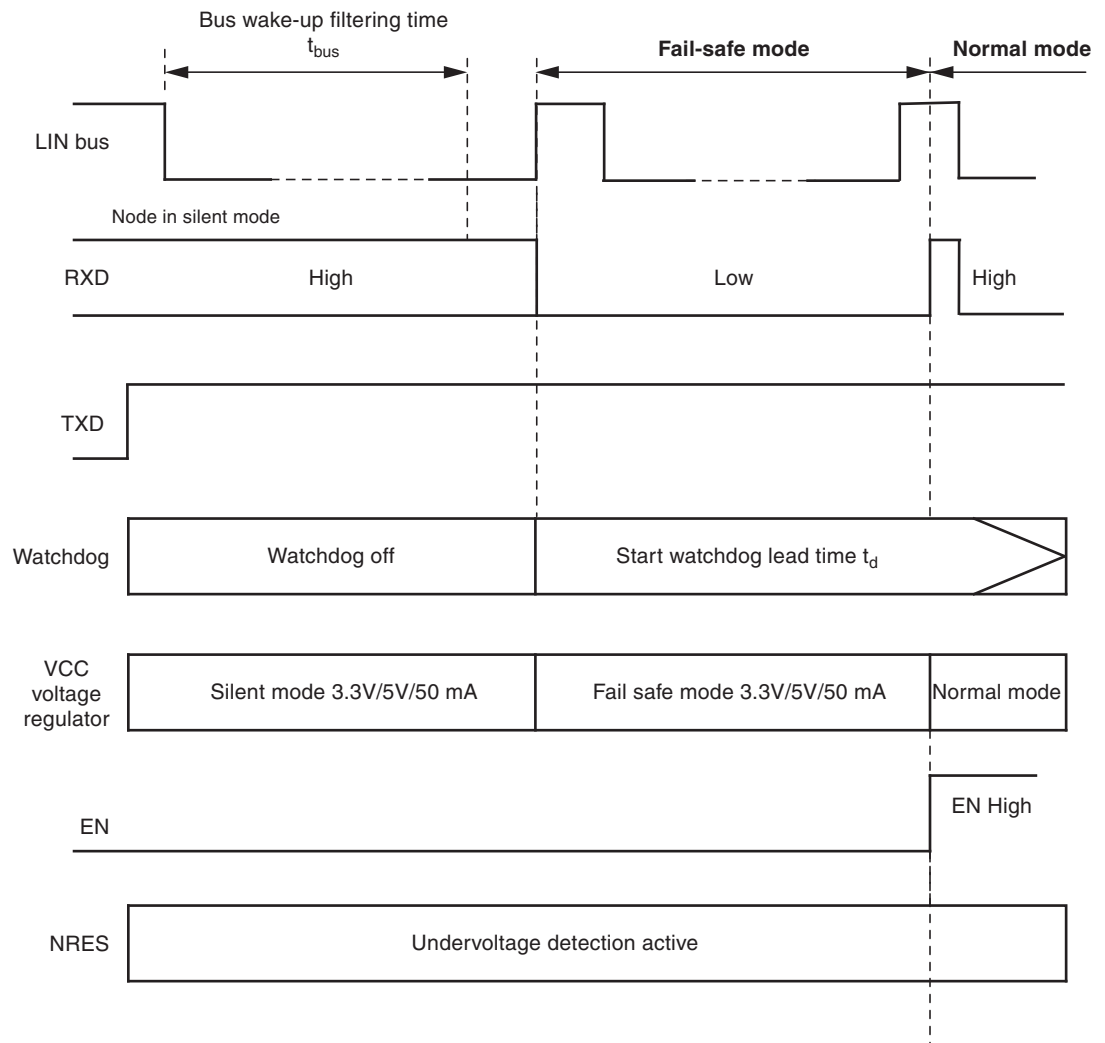 Bus wake-up filtering time
tbus
Fail-safe mode
Normal mode
LIN bus
Node in silent mode
RXD
High
Low
High
TXD
Watchdog
Watchdog off
Start watchdog lead time td
VCC
voltage
regulator
Silent mode 3.3V/5V/50 mA
Fail safe mode 3.3V/5V/50 mA
Normal mode
EN
EN High
NRES
Undervoltage detection active